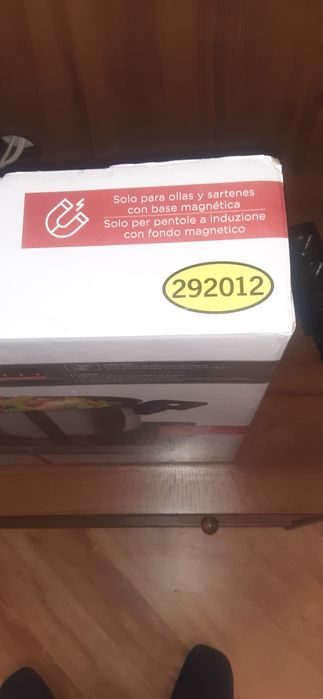 Solo para ollas y sartenes
con base magnética
Solo per pentole a induzione
con fondo magnetico
292012